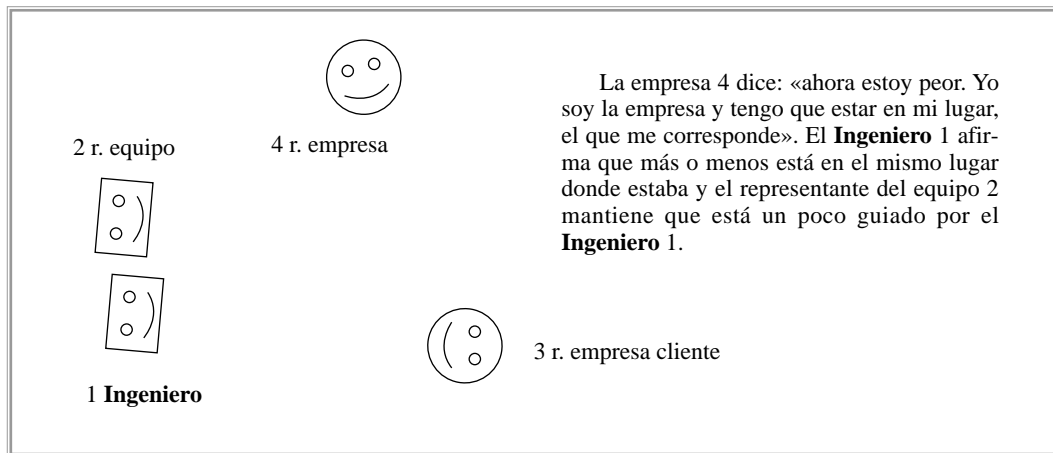 2 r. equipo
4 r. empresa
1 Ingeniero
3 r. empresa cliente
La empresa 4 dice: «ahora estoy peor. Yo
soy la empresa y tengo que estar en mi lugar,
el que me corresponde». El Ingeniero 1 afir-
ma que más o menos está en el mismo lugar
donde estaba y el representante del equipo 2
mantiene que está un poco guiado por el
Ingeniero 1.